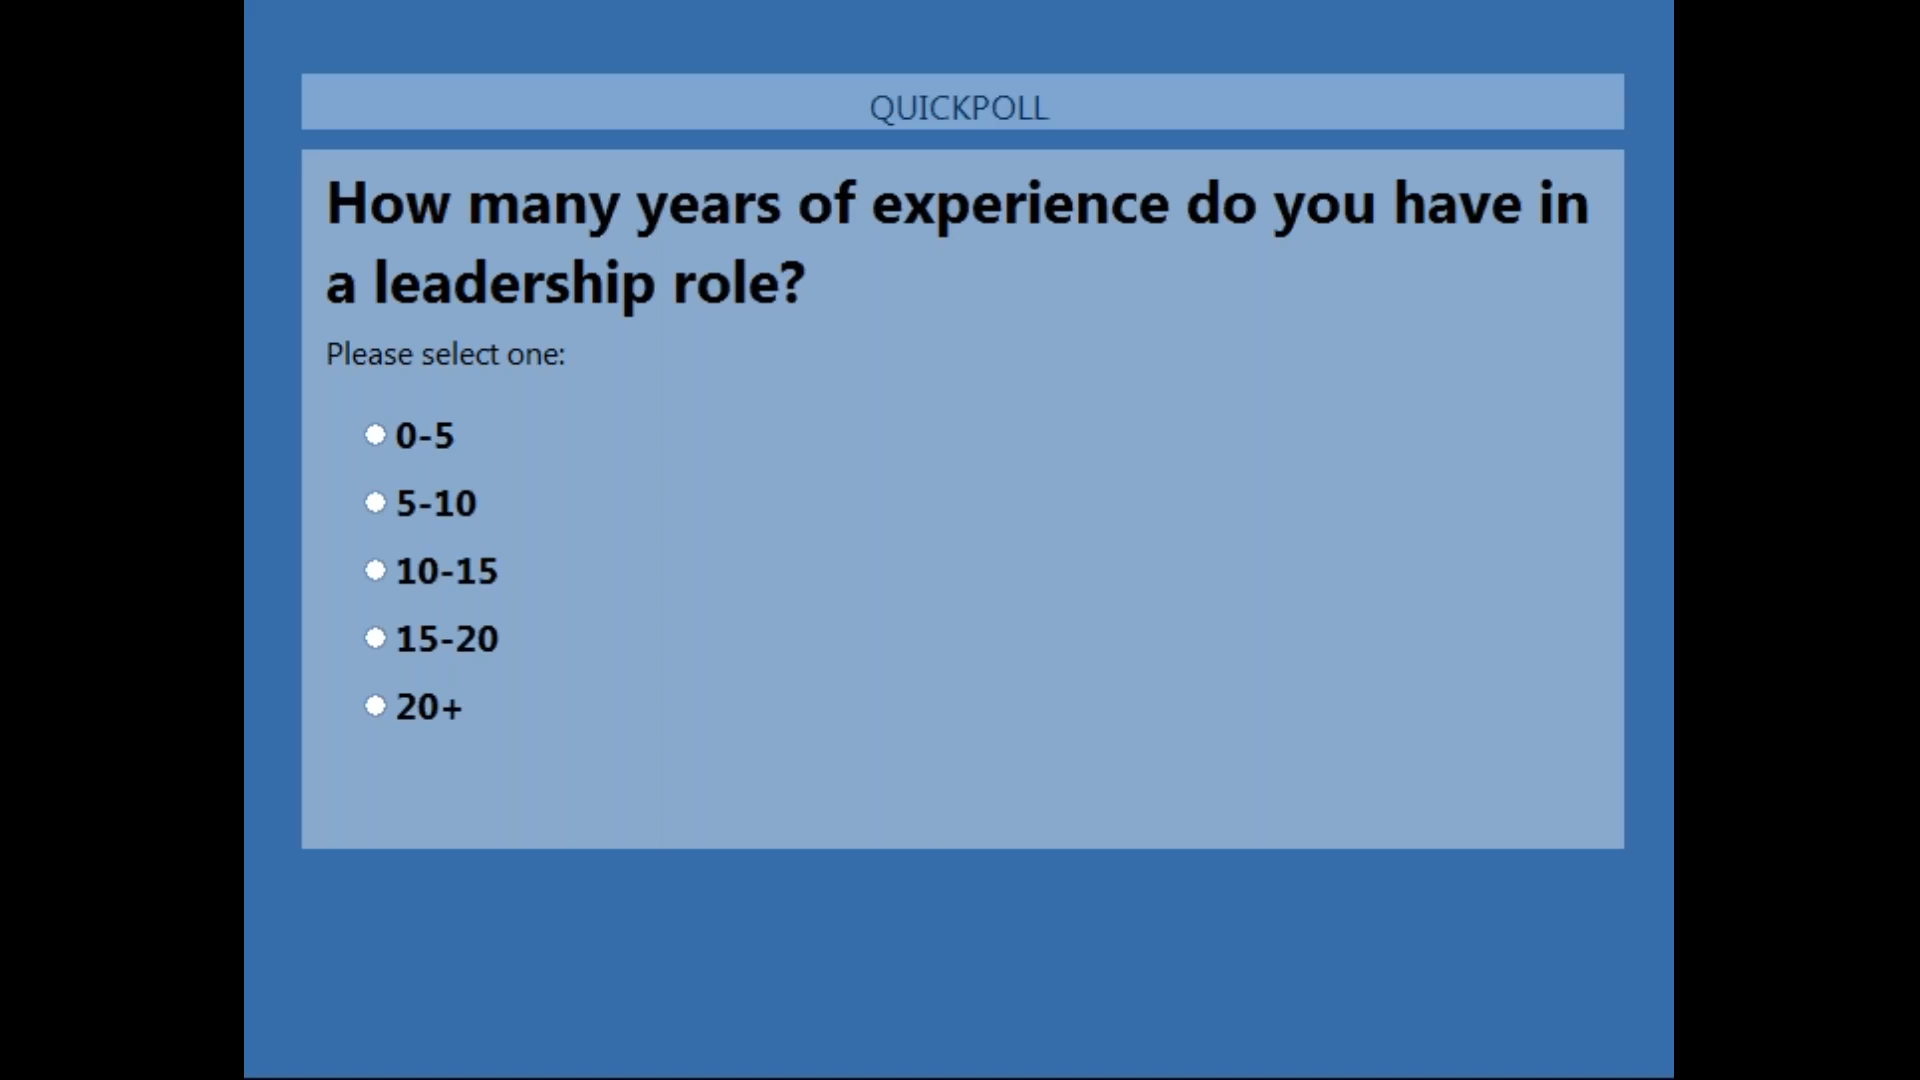 QUICKPOLL
How many years of experience do you have in
a leadership role?
Please select one:
0-5
5-10
10-15
15-20
20+